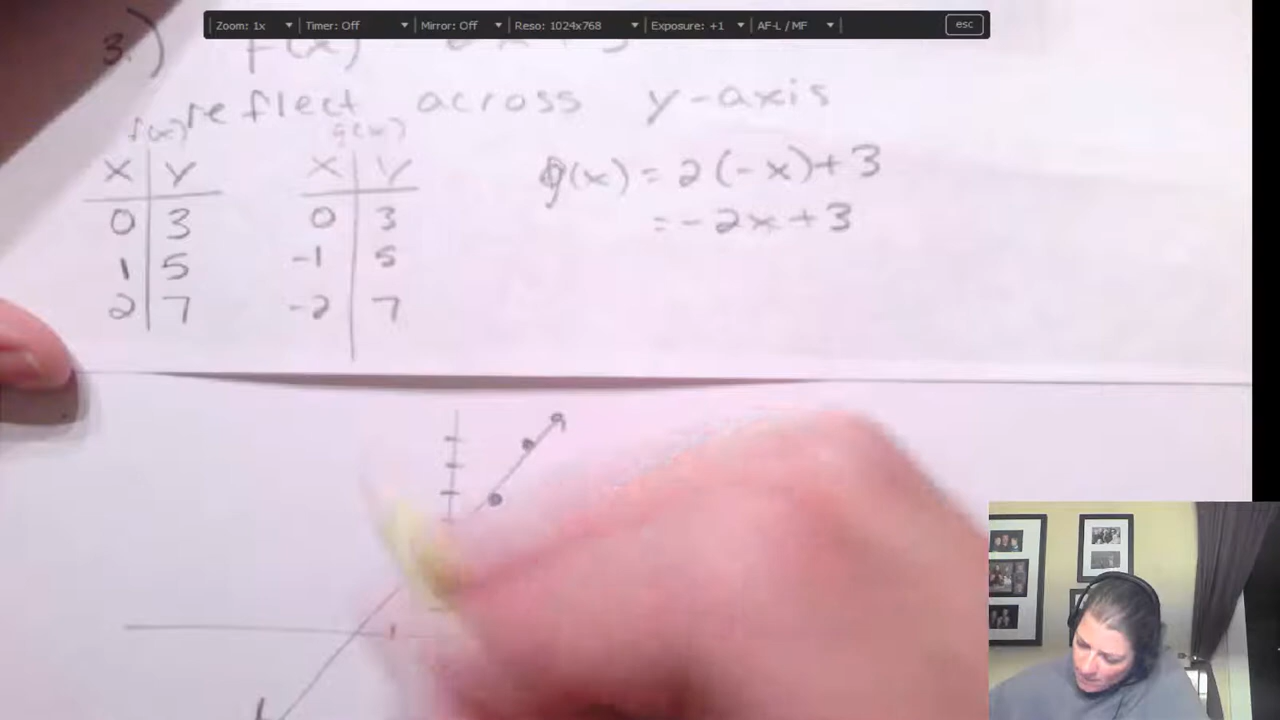 Zoom: 1x Timer: Off Mirror: Off Reso: 1024x768 Exposure: +1 AF-L / MF esc
3.) f(x)
reflect across y-axis
f(x) g(x)
x y x y
0 3 0 3
1 5 -1 5
2 7 -2 7
g(x) = 2(-x)+3
= -2x+3